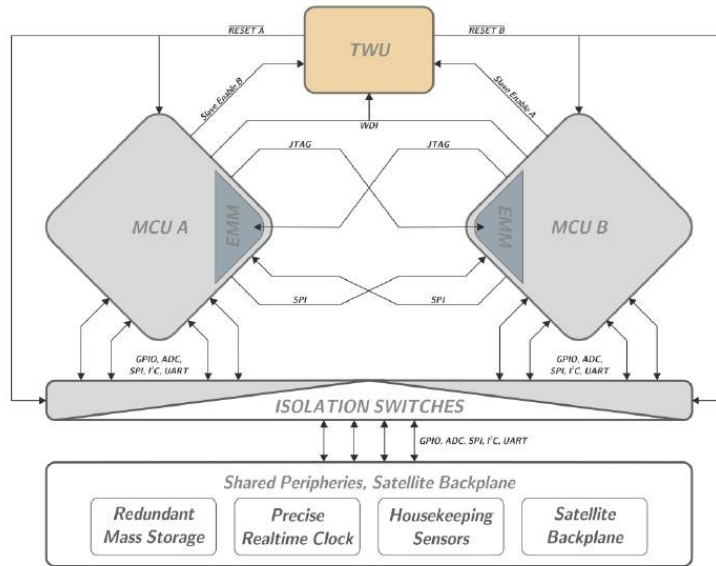 RESET A
TWU
RESET B
Slave Enable B
Slave Enable A
WDI
JTAG
JTAG
MCU A
EMM
EMM
MCU B
SPI
SPI
GPIO, ADC,
SPI, I²C, UART
GPIO, ADC,
SPI, I²C, UART
ISOLATION SWITCHES
GPIO, ADC, SPI, I²C, UART
Shared Peripheries, Satellite Backplane
Redundant
Mass Storage
Precise
Realtime Clock
Housekeeping
Sensors
Satellite
Backplane